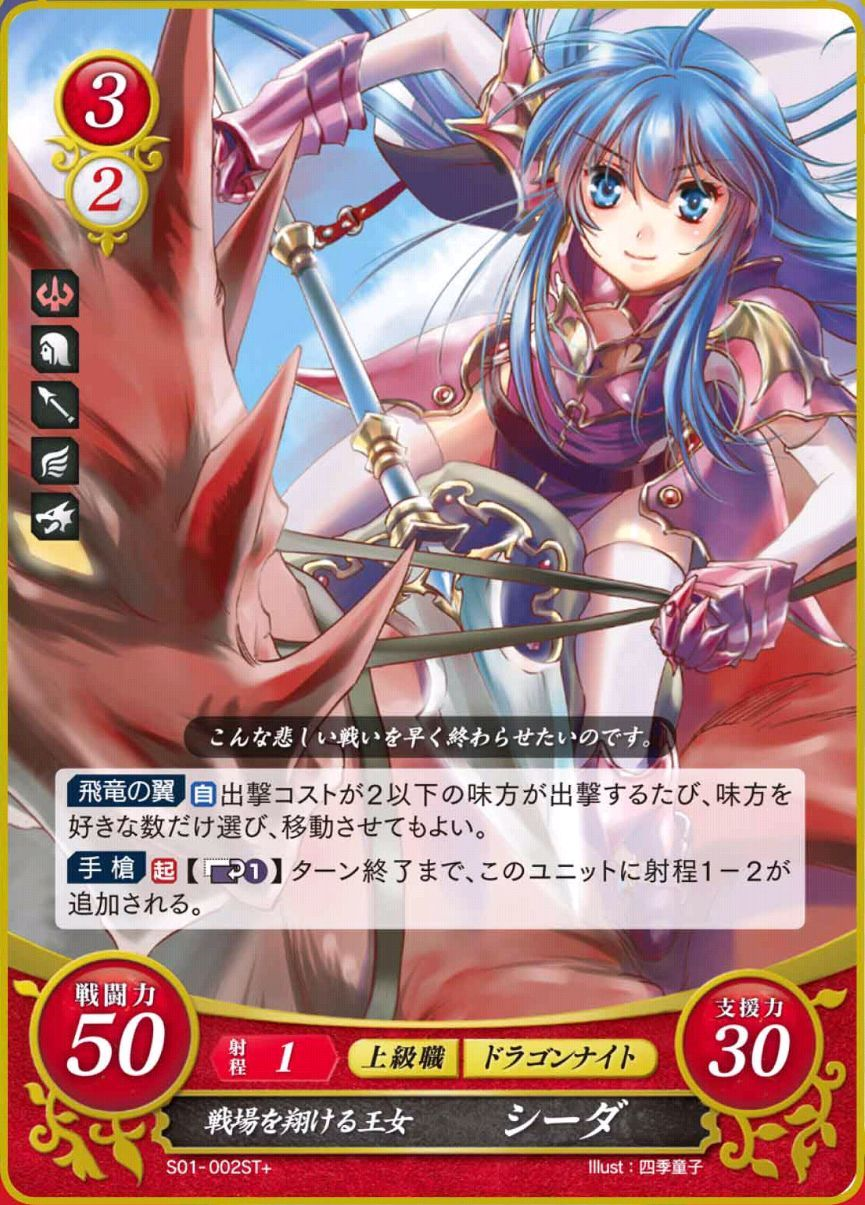 3
2
こんな悲しい戦いを早く終わらせたいのです。
飛竜の翼 自 出撃コストが2以下の味方が出撃するたび、味方を
好きな数だけ選び、移動させてもよい。
手槍 起 【1】ターン終了まで、このユニットに射程1－2が
追加される。
戦闘力
50
射程 1
上級職 ドラゴンナイト
支援力
30
戦場を翔ける王女 シーダ
S01-002ST+
Illust：四季童子